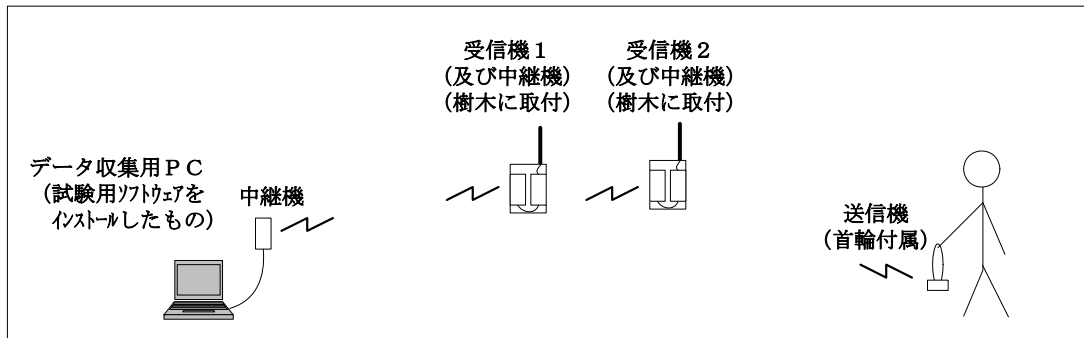 受信機１
(及び中継機)
(樹木に取付)
受信機２
(及び中継機)
(樹木に取付)
データ収集用ＰＣ
(試験用ｿﾌﾄｳｪｱを
ｲﾝｽﾄｰﾙしたもの)
中継機
送信機
(首輪付属)